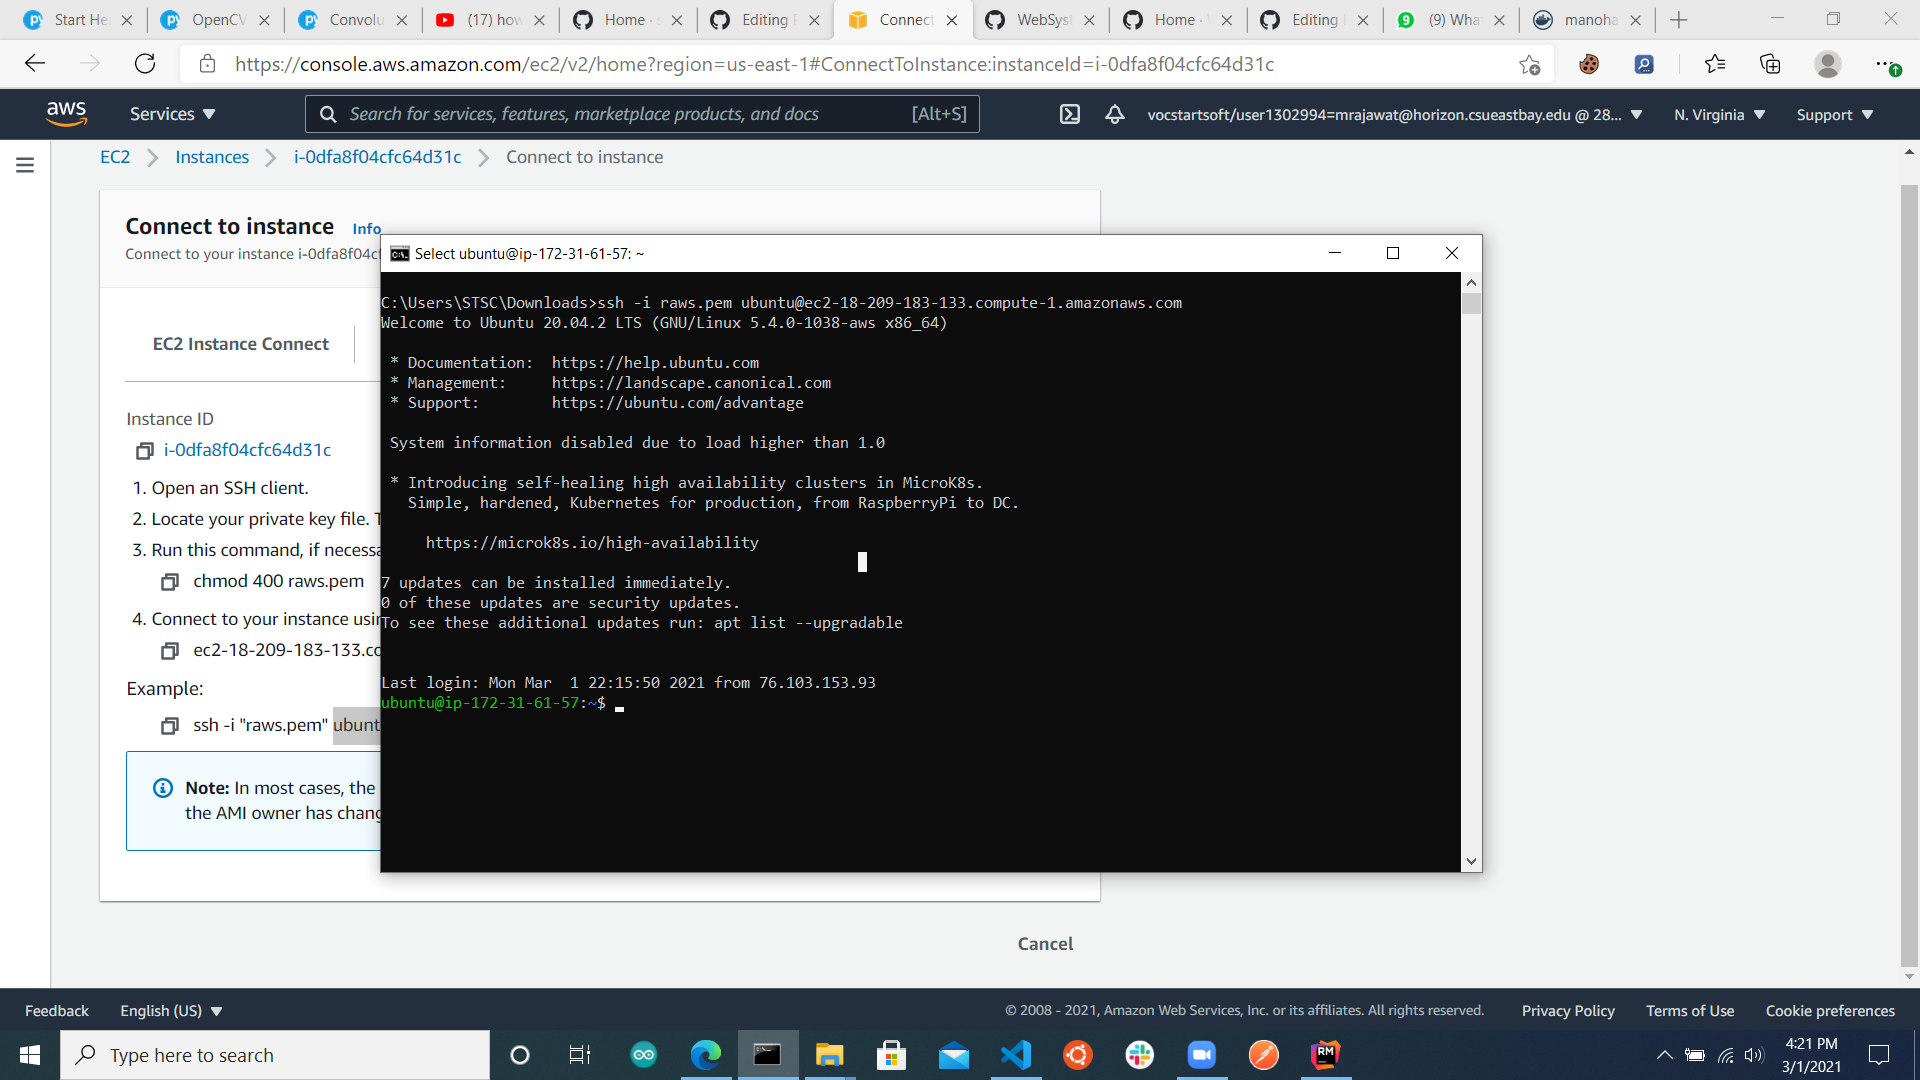 Start He
OpenCV
Convolu
(17) how
Home · s
Editing F
Connect
WebSyst
Home · W
Editing
(9) Wha
manoha
https://console.aws.amazon.com/ec2/v2/home?region=us-east-1#ConnectToInstance:instanceId=i-0dfa8f04cfc64d31c
aws
Services
Search for services, features, marketplace products, and docs
[Alt+S]
vocstartsoft/user1302994=mrajawat@horizon.csueastbay.edu @ 28...
N. Virginia
Support
EC2
Instances
i-0dfa8f04cfc64d31c
Connect to instance
Connect to instance
Info
Connect to your instance i-0dfa8f04cf
EC2 Instance Connect
Instance ID
i-0dfa8f04cfc64d31c
1. Open an SSH client.
2. Locate your private key file. T
3. Run this command, if necessa
chmod 400 raws.pem
4. Connect to your instance usin
ec2-18-209-183-133.co
Example:
ssh -i "raws.pem" ubunt
Note: In most cases, the
the AMI owner has chang
Select ubuntu@ip-172-31-61-57: ~
C:\Users\STSC\Downloads>ssh -i raws.pem ubuntu@ec2-18-209-183-133.compute-1.amazonaws.com
Welcome to Ubuntu 20.04.2 LTS (GNU/Linux 5.4.0-1038-aws x86_64)
* Documentation: https://help.ubuntu.com
* Management: https://landscape.canonical.com
* Support: https://ubuntu.com/advantage
System information disabled due to load higher than 1.0
* Introducing self-healing high availability clusters in MicroK8s.
Simple, hardened, Kubernetes for production, from RaspberryPi to DC.
https://microk8s.io/high-availability
7 updates can be installed immediately.
0 of these updates are security updates.
To see these additional updates run: apt list --upgradable
Last login: Mon Mar  1 22:15:50 2021 from 76.103.153.93
ubuntu@ip-172-31-61-57:~$
Cancel
Feedback
English (US)
© 2008 - 2021, Amazon Web Services, Inc. or its affiliates. All rights reserved.
Privacy Policy
Terms of Use
Cookie preferences
Type here to search
RM
4:21 PM
3/1/2021